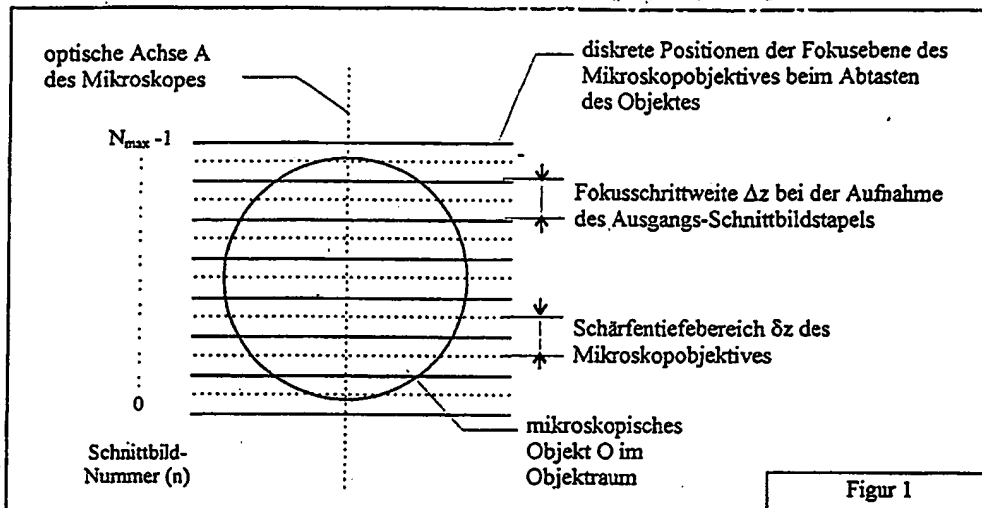 optische Achse A
des Mikroskopes
diskrete Positionen der Fokusebene des
Mikroskopobjektives beim Abtasten
des Objektes
Nmax -1
Fokusschrittweite Δz bei der Aufnahme
des Ausgangs-Schnittbildstapels
Schärfentiefebereich δz des
Mikroskopobjektives
0
mikroskopisches
Objekt O im
Objektraum
Schnittbild-
Nummer (n)
Figur 1